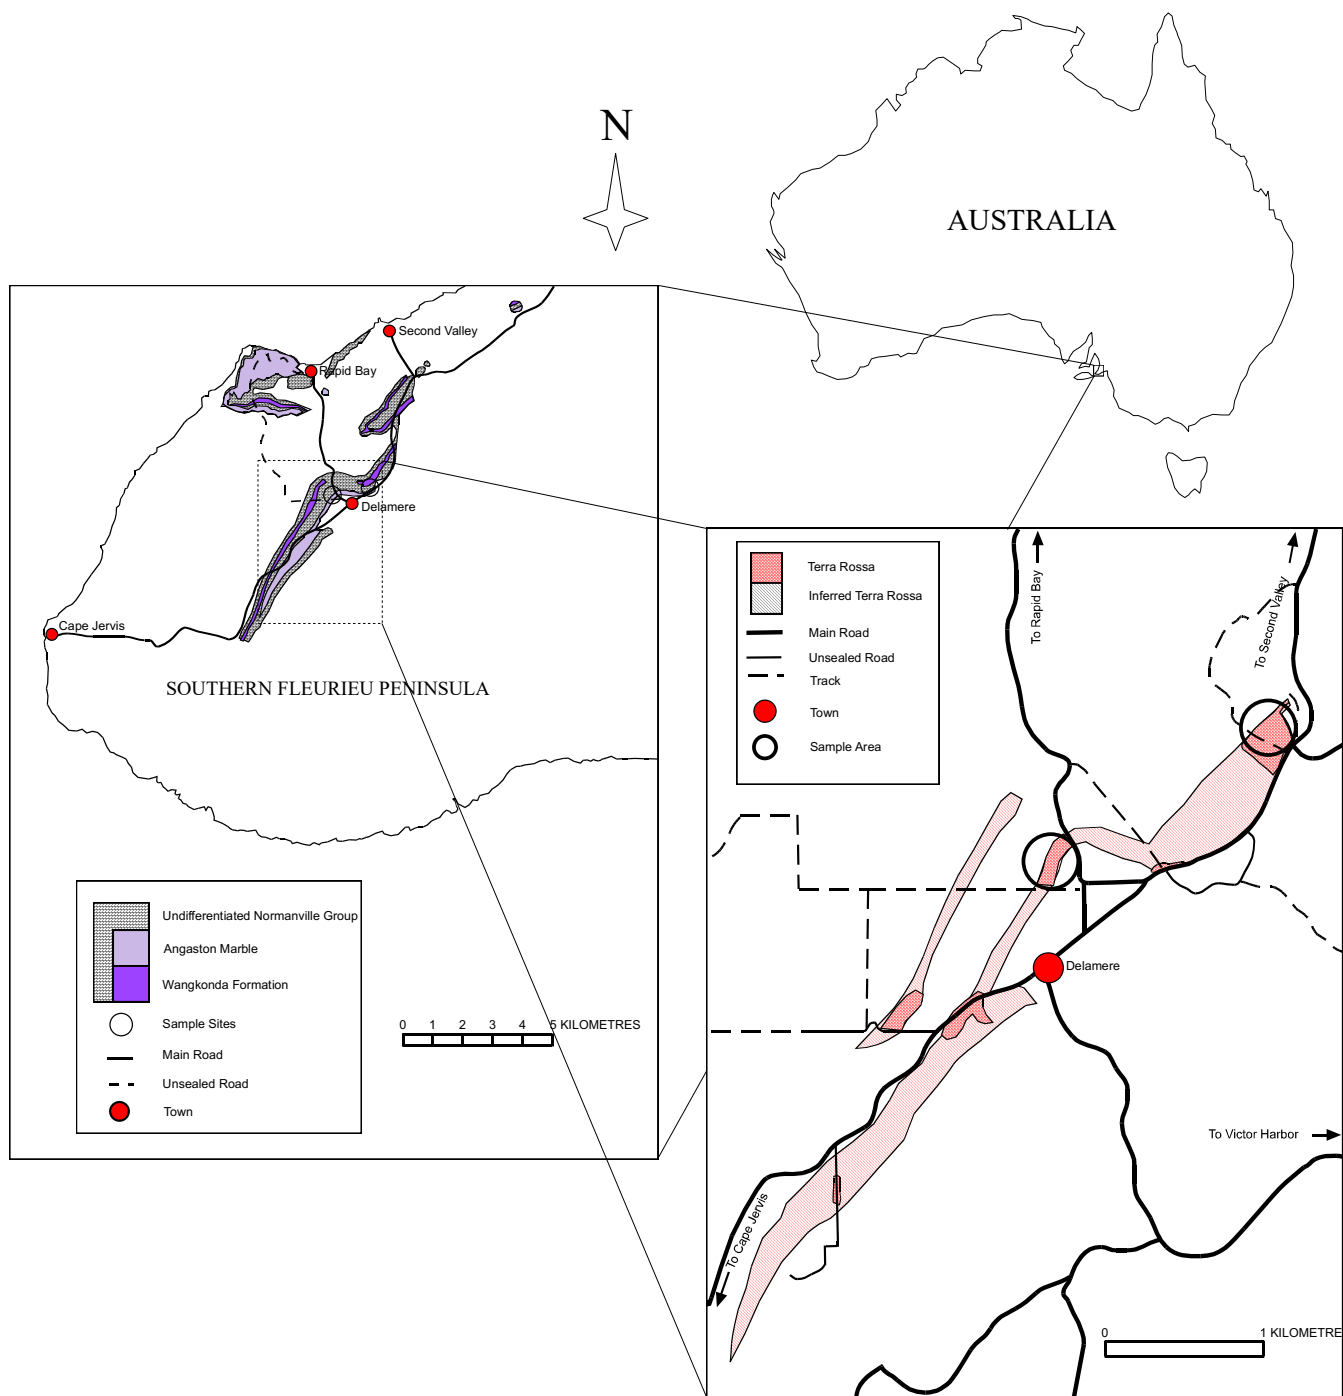 N
AUSTRALIA
Second Valley
Rapid Bay
Delamere
Cape Jervis
SOUTHERN FLEURIEU PENINSULA
Undifferentiated Normanville Group
Angaston Marble
Wangkonda Formation
Sample Sites
Main Road
Unsealed Road
Town
0 1 2 3 4 5 KILOMETRES
Terra Rossa
Inferred Terra Rossa
Main Road
Unsealed Road
Track
Town
Sample Area
To Rapid Bay
To Second Valley
Delamere
To Victor Harbor
To Cape Jervis
0 1 KILOMETRE